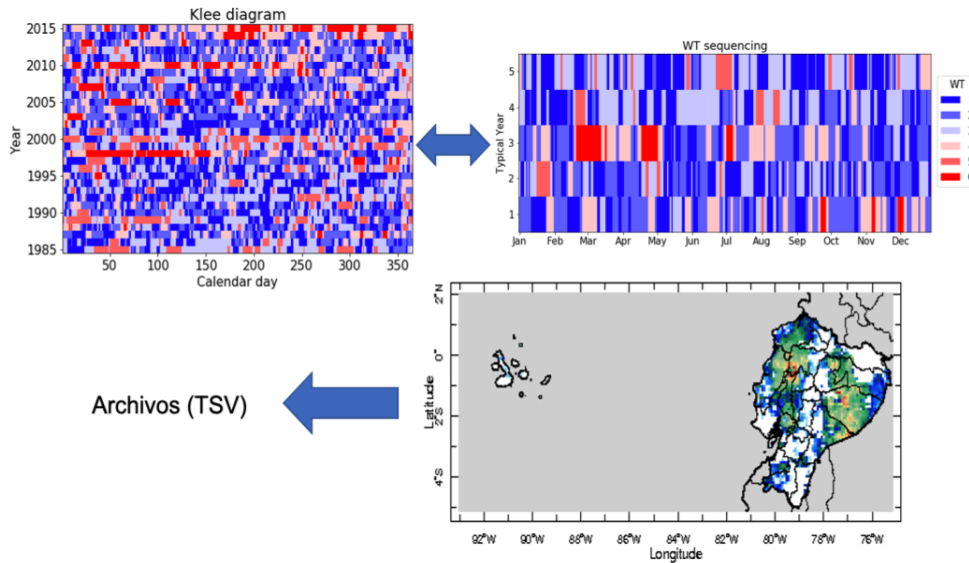 Klee diagram
Year
2015
2010
2005
2000
1995
1990
1985
50 100 150 200 250 300 350
Calendar day
WT sequencing
Typical Year
5
4
3
2
1
Jan Feb Mar Apr May Jun Jul Aug Sep Oct Nov Dec
WT
Archivos (TSV)
Latitude
2°N
0°
2°S
4°S
92°W 90°W 88°W 86°W 84°W 82°W 80°W 78°W 76°W
Longitude